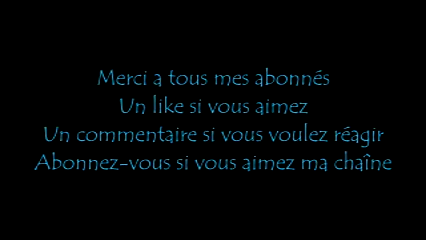 Merci a tous mes abonnés
Un like si vous aimez
Un commentaire si vous voulez réagir
Abonnez-vous si vous aimez ma chaîne